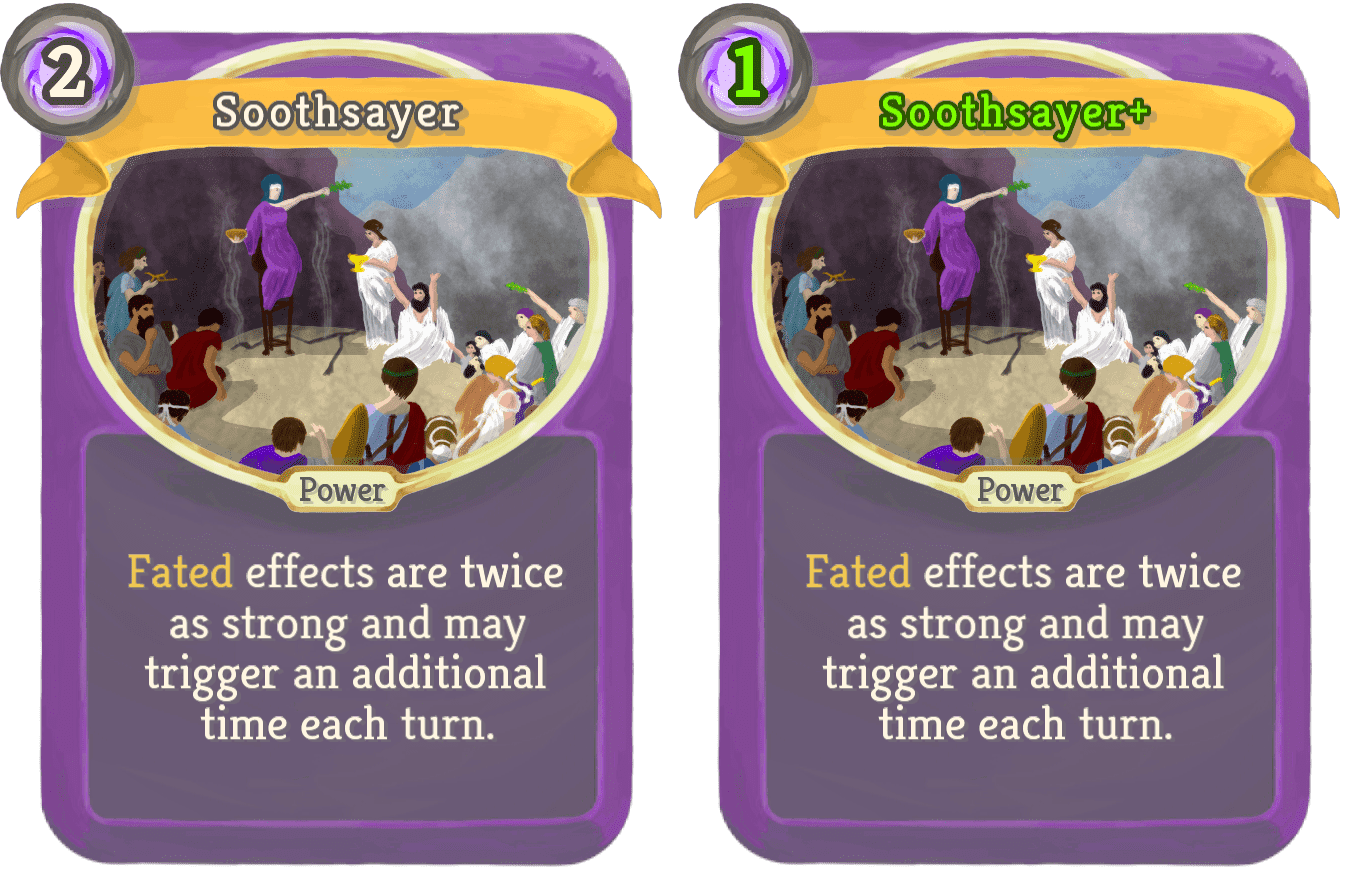 2
Soothsayer
Power
Fated effects are twice
as strong and may
trigger an additional
time each turn.
1
Soothsayer+
Power
Fated effects are twice
as strong and may
trigger an additional
time each turn.